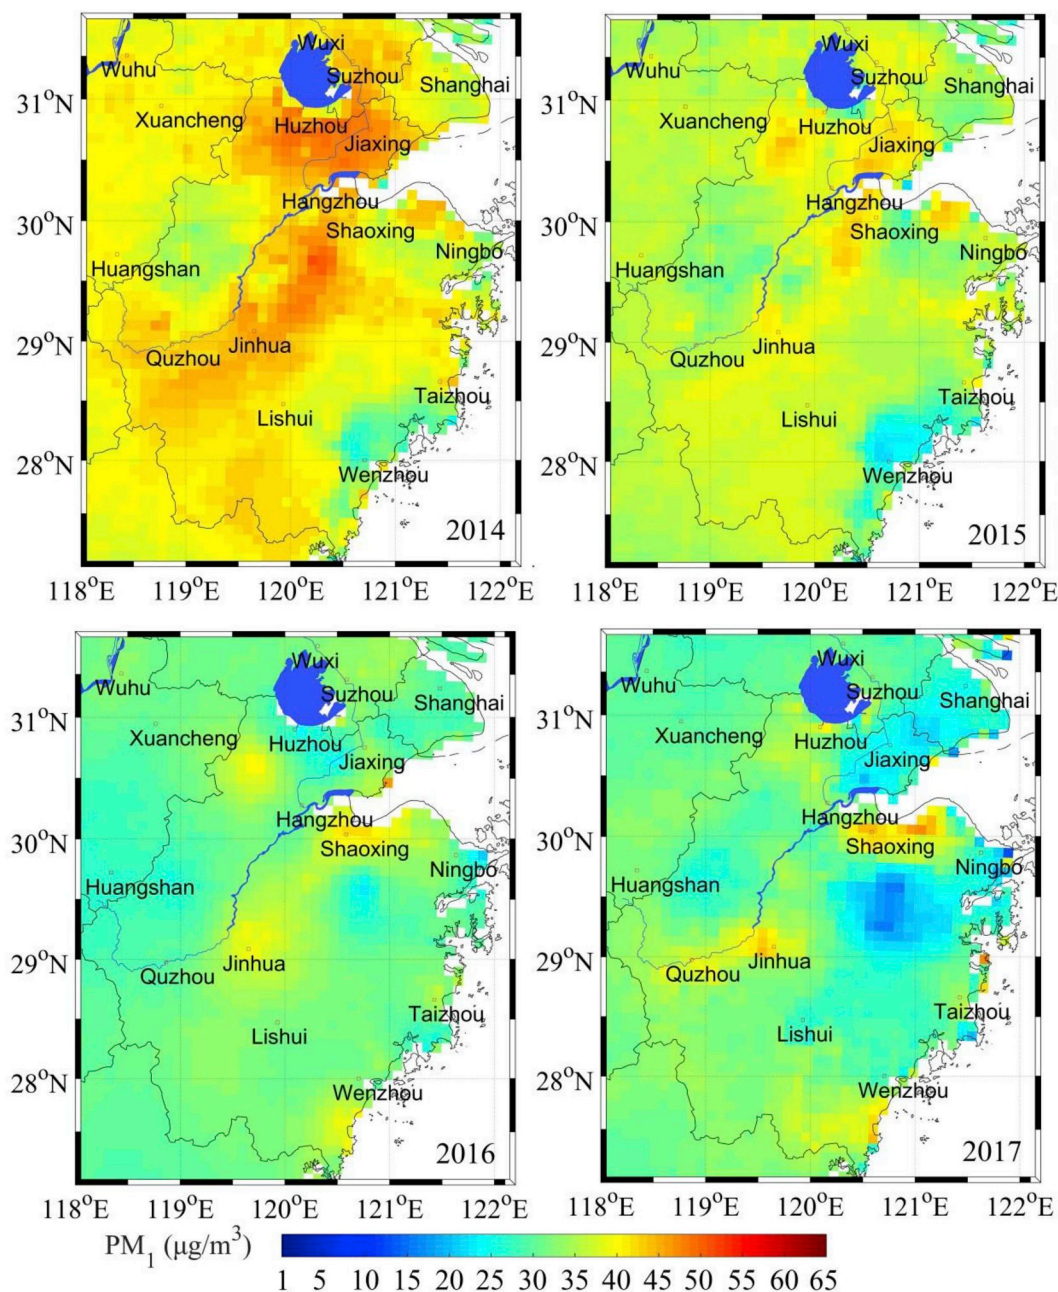 Wuxi
Wuhu
Suzhou
Shanghai
31°N
Xuancheng
Huzhou
Jiaxing
Hangzhou
30°N
Shaoxing
Ningbo
Huangshan
29°N
Quzhou
Jinhua
Taizhou
Lishui
28°N
Wenzhou
2014
118°E 119°E 120°E 121°E 122°E
Wuxi
Wuhu
Suzhou
Shanghai
31°N
Xuancheng
Huzhou
Jiaxing
Hangzhou
30°N
Shaoxing
Ningbo
Huangshan
29°N
Quzhou
Jinhua
Taizhou
Lishui
28°N
Wenzhou
2015
118°E 119°E 120°E 121°E 122°E
Wuxi
Wuhu
Suzhou
Shanghai
31°N
Xuancheng
Huzhou
Jiaxing
Hangzhou
30°N
Shaoxing
Ningbo
Huangshan
29°N
Quzhou
Jinhua
Taizhou
Lishui
28°N
Wenzhou
2016
118°E 119°E 120°E 121°E 122°E
Wuxi
Wuhu
Suzhou
Shanghai
31°N
Xuancheng
Huzhou
Jiaxing
Hangzhou
30°N
Shaoxing
Ningbo
Huangshan
29°N
Quzhou
Jinhua
Taizhou
Lishui
28°N
Wenzhou
2017
118°E 119°E 120°E 121°E 122°E
PM₁ (μg/m³)
1 5 10 15 20 25 30 35 40 45 50 55 60 65